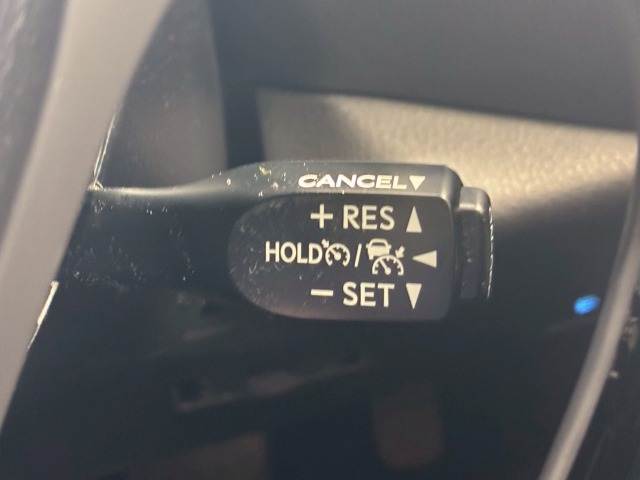 CANCEL▼
+ RES ▲
HOLD / ◀
− SET ▼